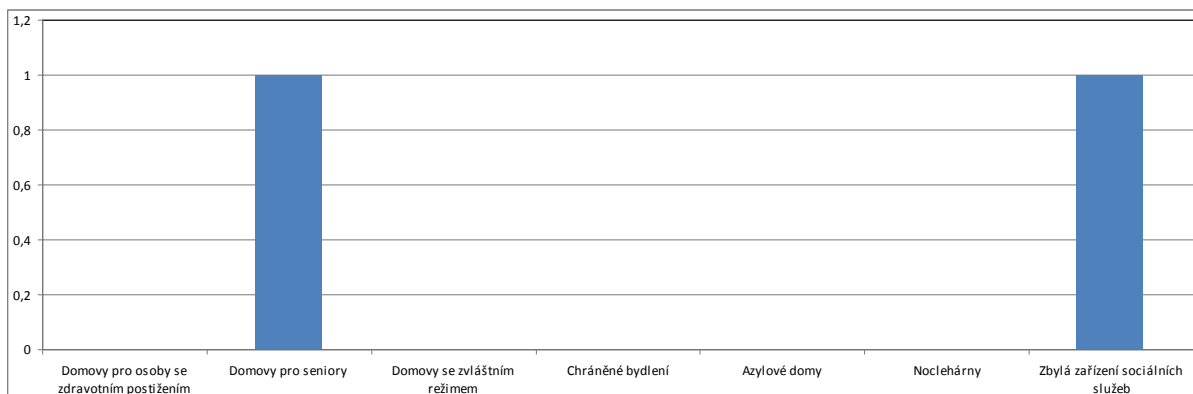 1,2
1
0,8
0,6
0,4
0,2
0
Domovy pro osoby se
zdravotním postižením
Domovy pro seniory
Domovy se zvláštním
režimem
Chráněné bydlení
Azylové domy
Noclehárny
Zbylá zařízení sociálních
služeb